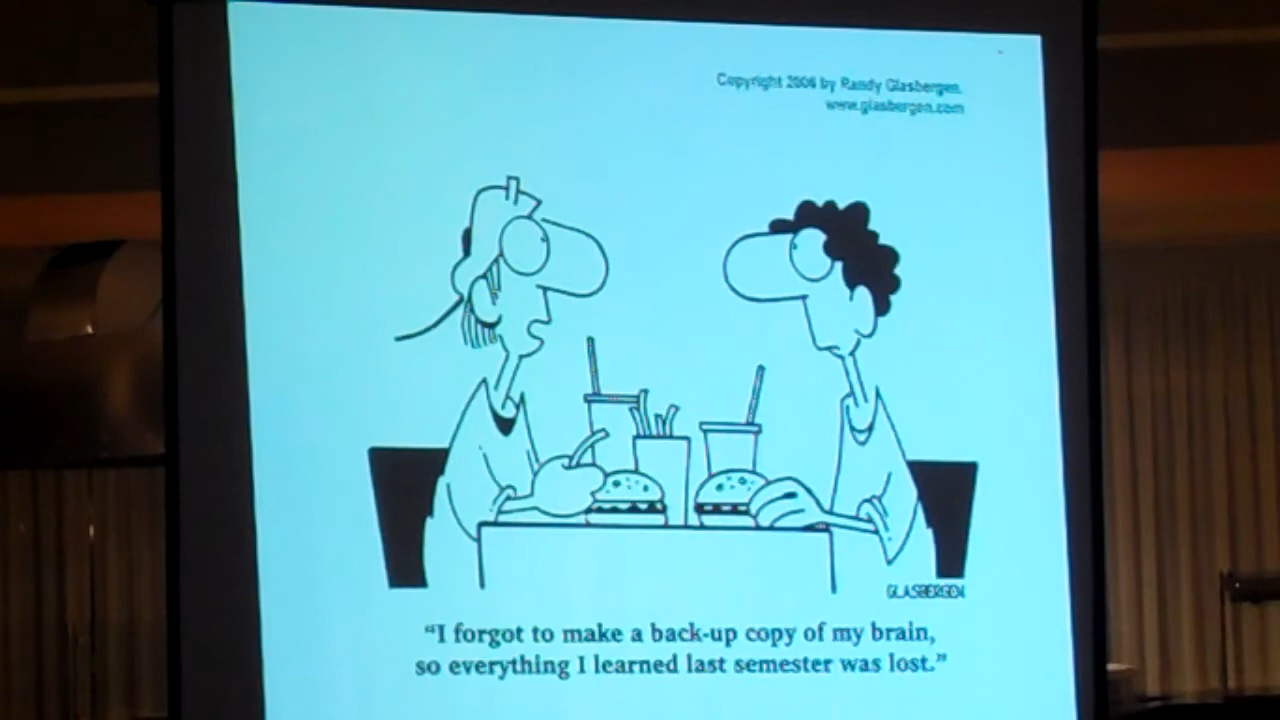 Copyright 2006 by Randy Glasbergen.
www.glasbergen.com
GLASBERGEN
“I forgot to make a back-up copy of my brain,
so everything I learned last semester was lost.”